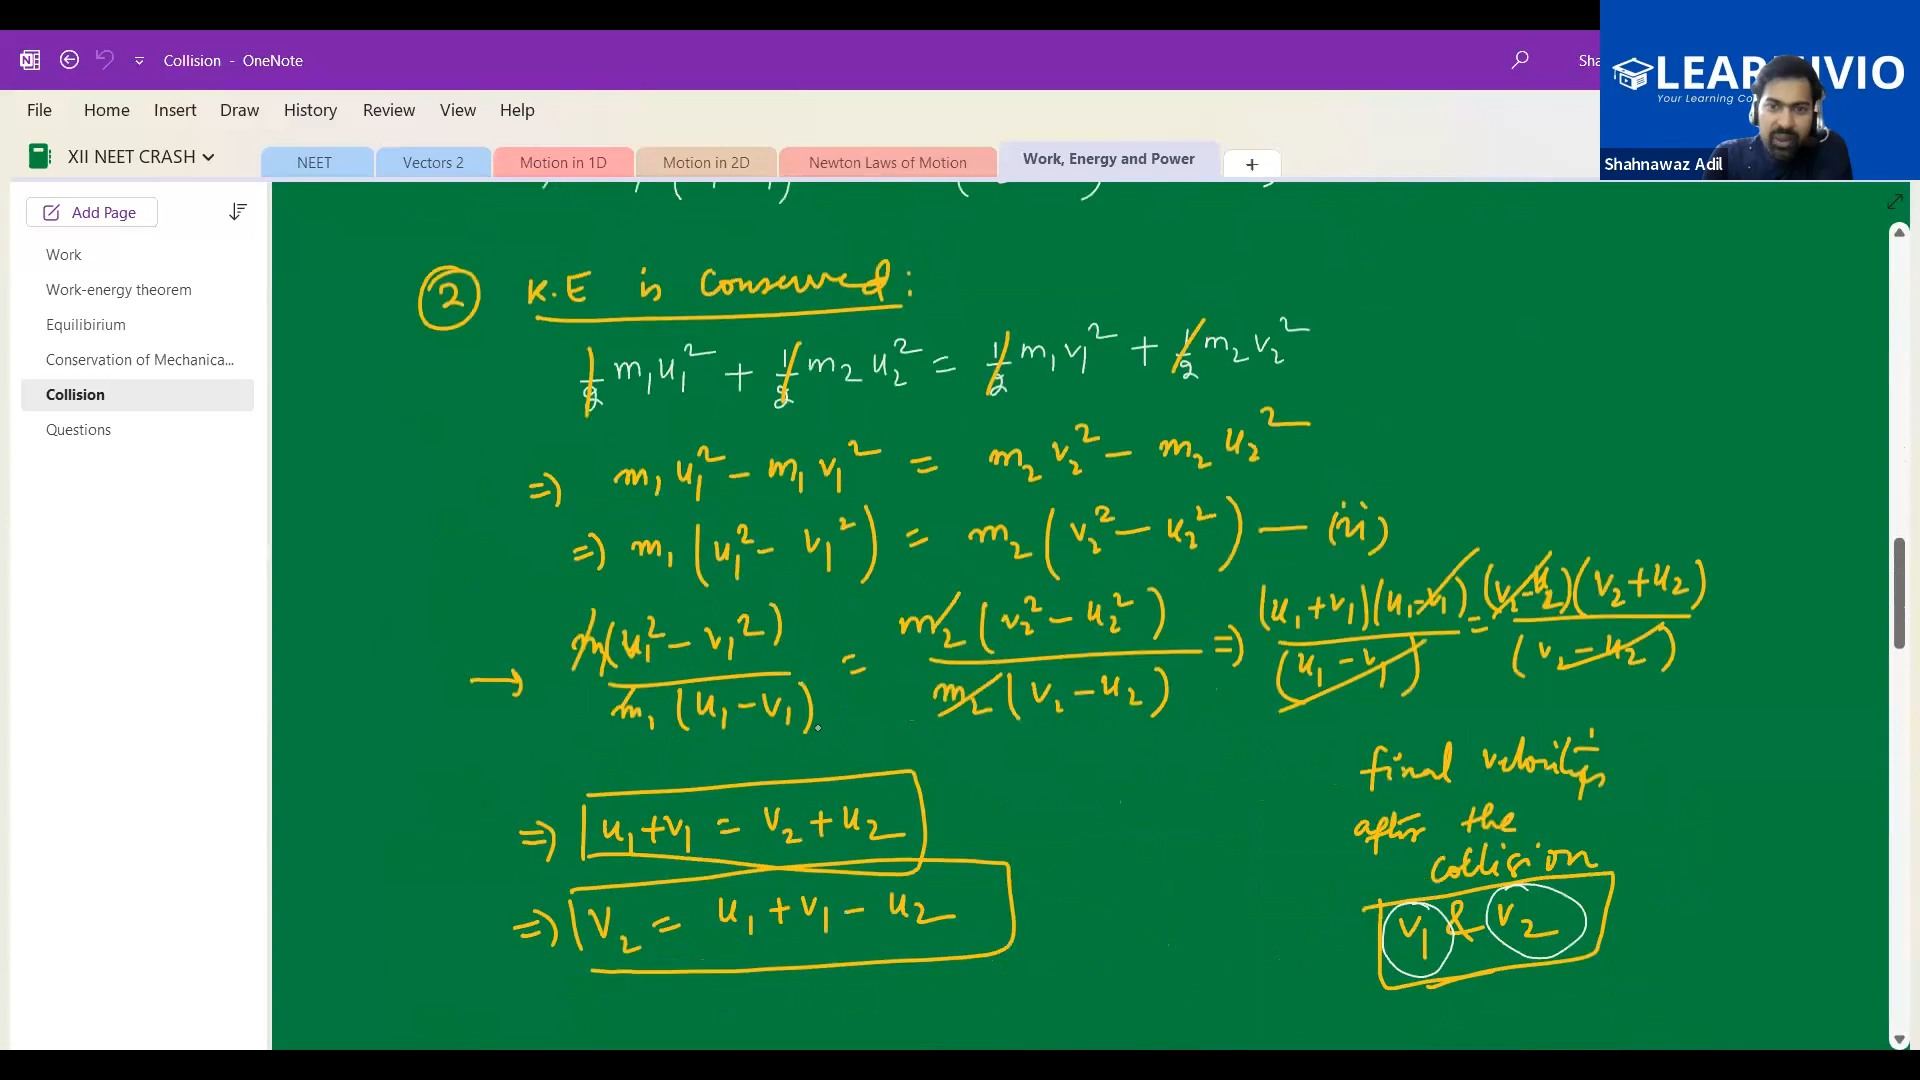 Collision - OneNote
Sha
LEAR VIO
Your Learning Co
Shahnawaz Adil
File Home Insert Draw History Review View Help
XII NEET CRASH
NEET Vectors 2 Motion in 1D Motion in 2D Newton Laws of Motion Work, Energy and Power +
Add Page
Work
Work-energy theorem
Equilibirium
Conservation of Mechanica...
Collision
Questions
② K.E is Conserved:
1/2 m₁u₁² + 1/2 m₂u₂² = 1/2 m₁v₁² + 1/2 m₂v₂²
=) m₁u₁² - m₁v₁² = m₂v₂² - m₂u₂²
=) m₁(u₁² - v₁²) = m₂(v₂² - u₂²) — (ii)
→ m₁(u₁² - v₁²)/m₁(u₁ - v₁) = m₂(v₂² - u₂²)/m₂(v₂ - u₂) =) (u₁+v₁)(u₁-v₁)/(u₁ - v₁) = (v₂-u₂)(v₂+u₂)/(v₂ - u₂)
=) u₁+v₁ = v₂+u₂
=) V₂ = u₁+v₁-u₂
final velocities
after the
collision
v₁ & v₂